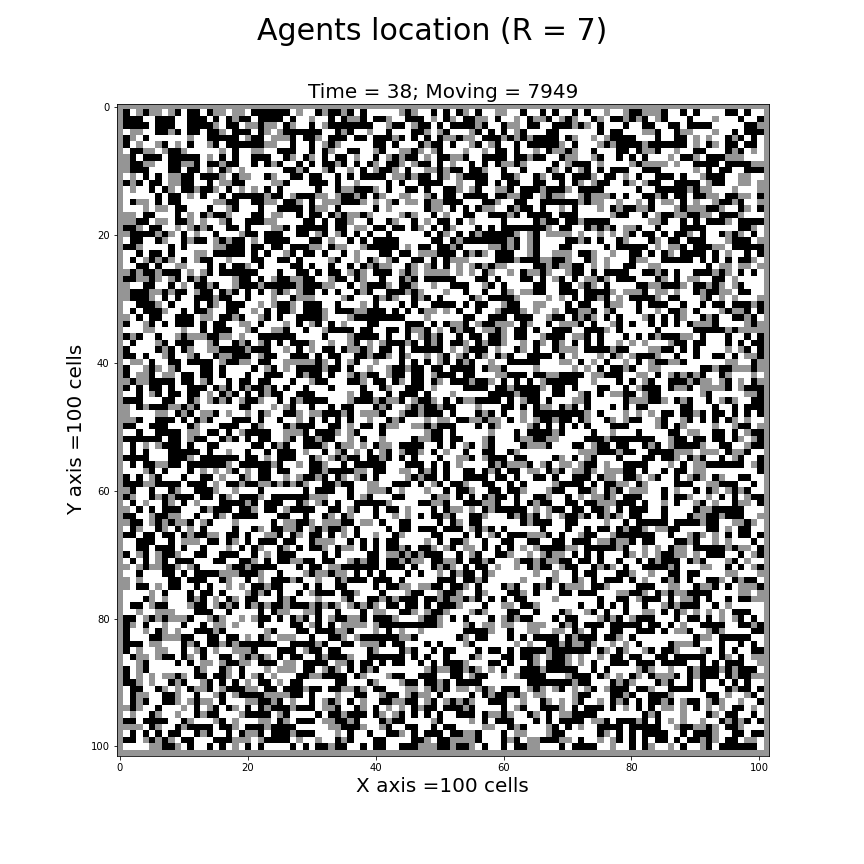 Agents location (R = 7)
Time = 38; Moving = 7949
0
20
40
60
80
100
Y axis =100 cells
0 20 40 60 80 100
X axis =100 cells